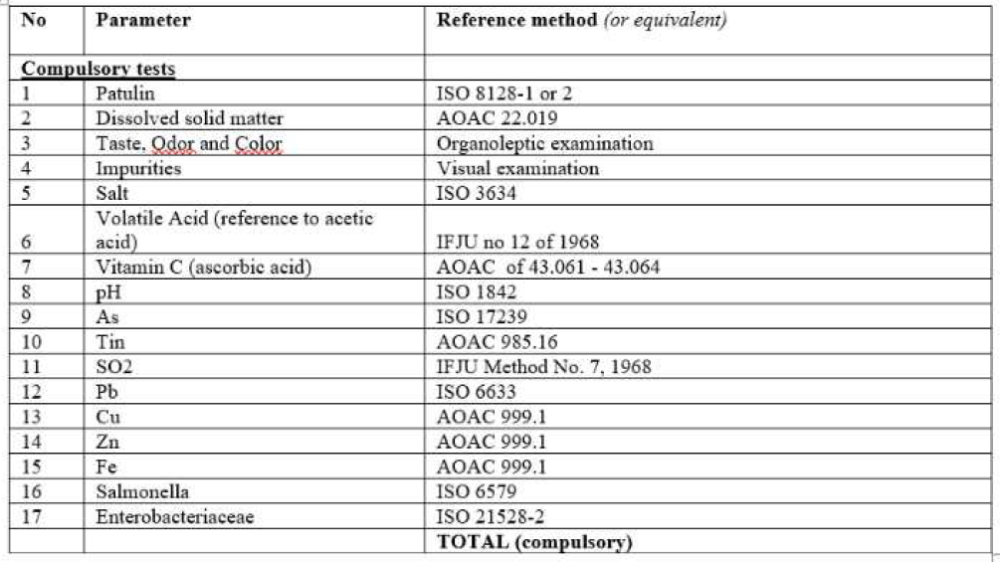 No Parameter Reference method (or equivalent)
Compulsory tests
1 Patulin ISO 8128-1 or 2
2 Dissolved solid matter AOAC 22.019
3 Taste, Odor and Color Organoleptic examination
4 Impurities Visual examination
5 Salt ISO 3634
Volatile Acid (reference to acetic
6 acid) IFJU no 12 of 1968
7 Vitamin C (ascorbic acid) AOAC of 43.061 - 43.064
8 pH ISO 1842
9 As ISO 17239
10 Tin AOAC 985.16
11 SO2 IFJU Method No. 7, 1968
12 Pb ISO 6633
13 Cu AOAC 999.1
14 Zn AOAC 999.1
15 Fe AOAC 999.1
16 Salmonella ISO 6579
17 Enterobacteriaceae ISO 21528-2
TOTAL (compulsory)